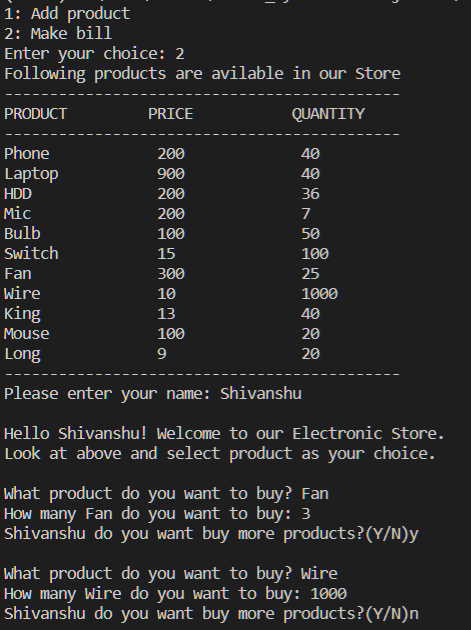 1: Add product
2: Make bill
Enter your choice: 2
Following products are avilable in our Store
--------------------------------------------
PRODUCT         PRICE           QUANTITY
--------------------------------------------
Phone            200             40
Laptop           900             40
HDD              200             36
Mic              200             7
Bulb             100             50
Switch           15              100
Fan              300             25
Wire             10              1000
King             13              40
Mouse            100             20
Long             9               20
--------------------------------------------
Please enter your name: Shivanshu

Hello Shivanshu! Welcome to our Electronic Store.
Look at above and select product as your choice.

What product do you want to buy? Fan
How many Fan do you want to buy: 3
Shivanshu do you want buy more products?(Y/N)y

What product do you want to buy? Wire
How many Wire do you want to buy: 1000
Shivanshu do you want buy more products?(Y/N)n